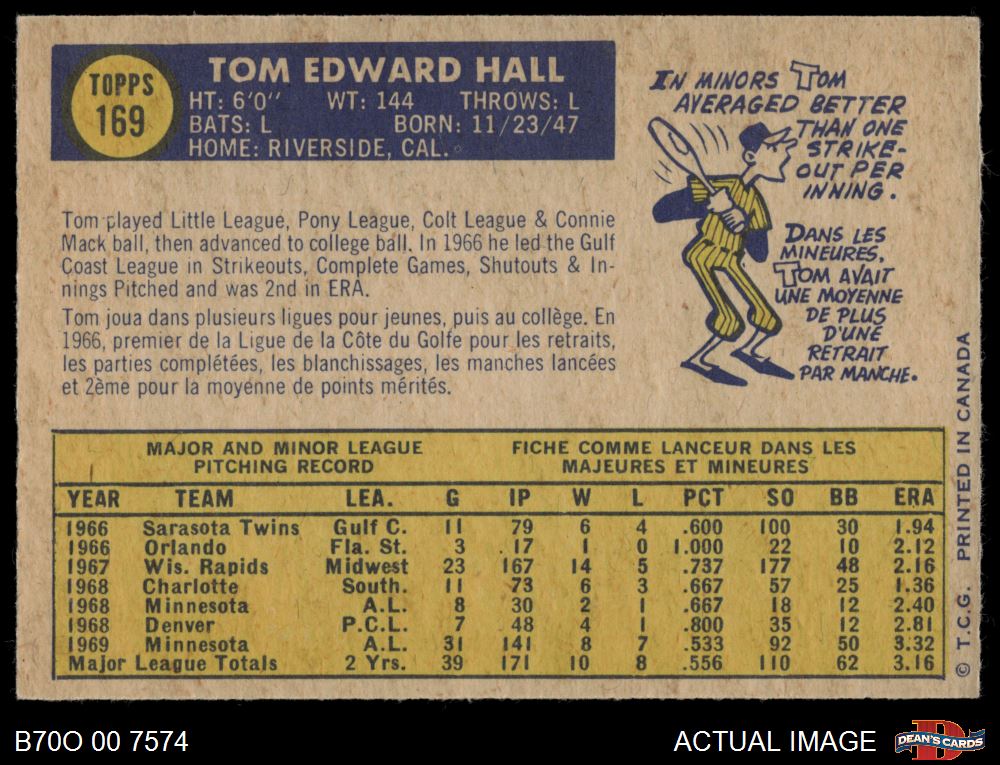 TOPPS
169
TOM EDWARD HALL
HT: 6'0" WT: 144 THROWS: L
BATS: L BORN: 11/23/47
HOME: RIVERSIDE, CAL.
IN MINORS TOM
AVERAGED BETTER
THAN ONE
STRIKE-
OUT PER
INNING.
DANS LES
MINEURES,
TOM AVAIT
UNE MOYENNE
DE PLUS
D'UNE
RETRAIT
PAR MANCHE.
Tom played Little League, Pony League, Colt League & Connie
Mack ball, then advanced to college ball. In 1966 he led the Gulf
Coast League in Strikeouts, Complete Games, Shutouts & In-
nings Pitched and was 2nd in ERA.
Tom joua dans plusieurs ligues pour jeunes, puis au collège. En
1966, premier de la Ligue de la Côte du Golfe pour les retraits,
les parties complétées, les blanchissages, les manches lancées
et 2ème pour la moyenne de points mérités.
MAJOR AND MINOR LEAGUE
PITCHING RECORD
FICHE COMME LANCEUR DANS LES
MAJEURES ET MINEURES
YEAR TEAM LEA. G IP W L PCT SO BB ERA
1966 Sarasota Twins Gulf C. 11 79 6 4 .600 100 30 1.94
1966 Orlando Fla. St. 3 17 1 0 1.000 22 10 2.12
1967 Wis. Rapids Midwest 23 167 14 5 .737 177 48 2.16
1968 Charlotte South. 11 73 6 3 .667 57 25 1.36
1968 Minnesota A.L. 8 30 2 1 .667 18 12 2.40
1968 Denver P.C.L. 7 48 4 1 .800 35 12 2.81
1969 Minnesota A.L. 31 141 8 7 .533 92 50 3.32
Major League Totals 2 Yrs. 39 171 10 8 .556 110 62 3.16
© T.C.G. PRINTED IN CANADA
B70O 00 7574
ACTUAL IMAGE
DEAN'S CARDS